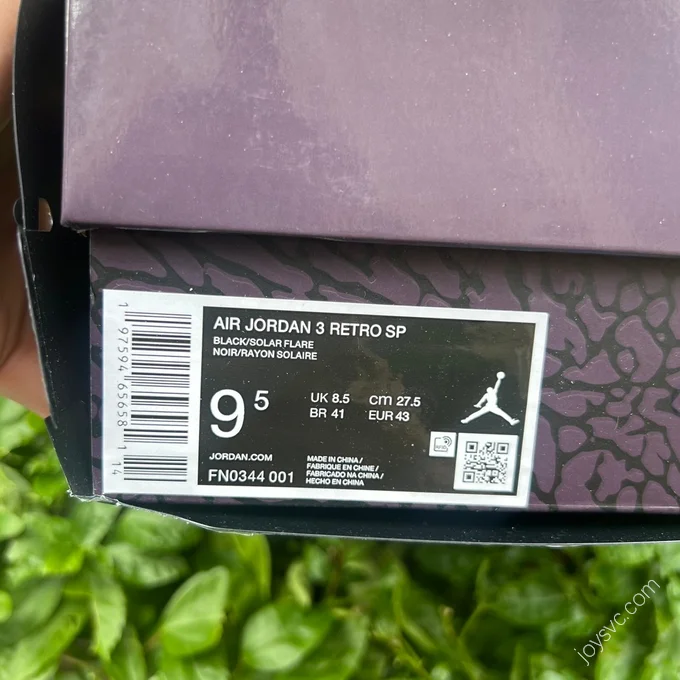 AIR JORDAN 3 RETRO SP
BLACK/SOLAR FLARE
NOIR/RAYON SOLAIRE
9 5
UK 8.5 cm 27.5
BR 41 EUR 43
JORDAN.COM
FN0344 001
MADE IN CHINA /
FABRIQUE EN CHINE /
FABRICADO NA CHINA /
HECHO EN CHINA
1 97594 65658 1 14
joysvc.com